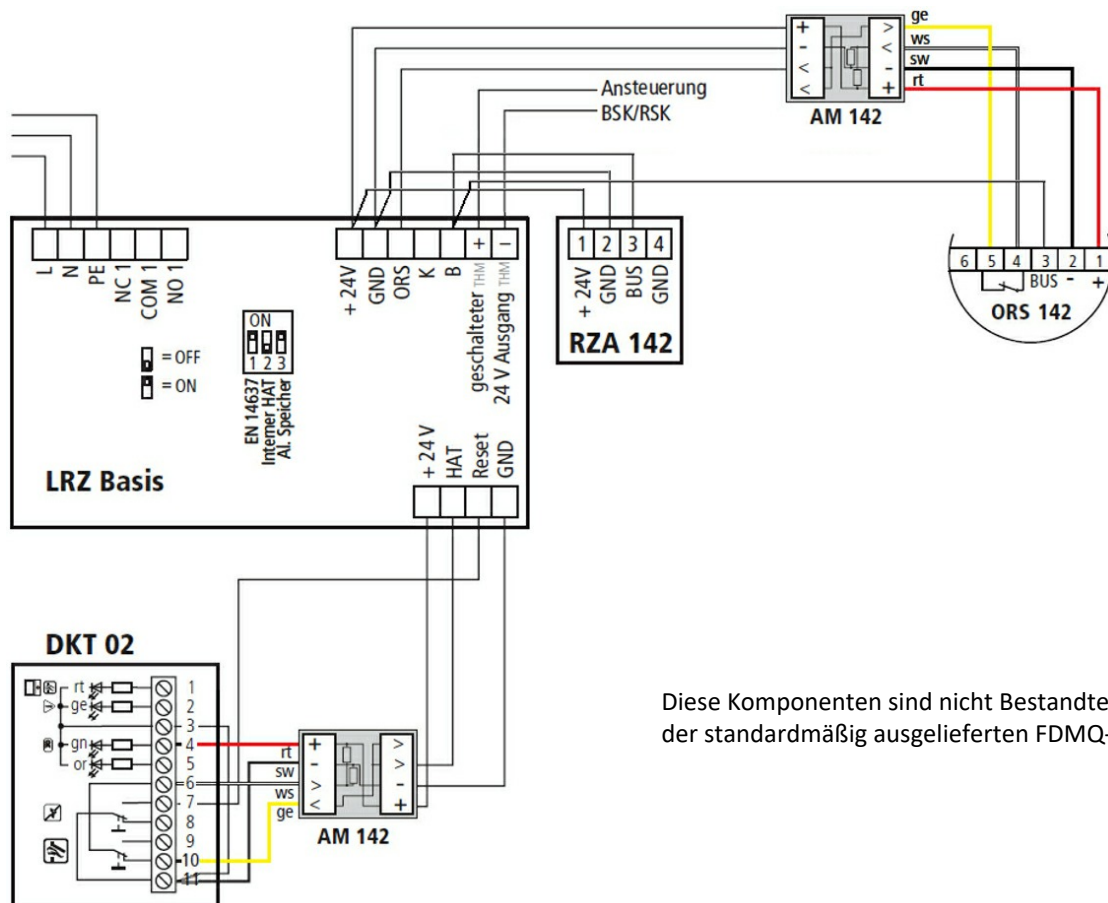 ge
ws
sw
rt
+
-
<
<
>
<
-
+
AM 142
Ansteuerung
BSK/RSK
L
N
PE
NC 1
COM 1
NO 1
+ 24V
GND
ORS
K
B
+
–
geschalteter THM
24 V Ausgang THM
1 2 3 4
+ 24V
GND
BUS
GND
RZA 142
6 5 4 3 2 1
BUS - +
ORS 142
= OFF
= ON
ON
1 2 3
EN 14637
Interner HAT
Al. Speicher
+ 24 V
HAT
Reset
GND
LRZ Basis
DKT 02
rt
ge
gn
or
1
2
3
4
5
6
7
8
9
10
11
rt
sw
ws
ge
+
-
>
<
>
>
-
+
AM 142
Diese Komponenten sind nicht Bestandte
der standardmäßig ausgelieferten FDMQ-